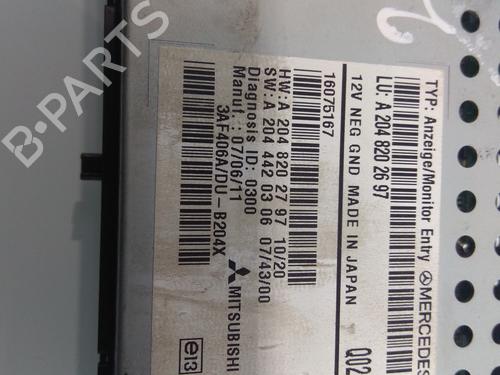 TYP: Anzeige/Monitor Entry MERCEDES
LU: A 204 820 26 97
12V NEG GND MADE IN JAPAN
16075167
HW: A 204 820 27 97 10/20
SW: A 204 442 03 06 07/43/00
Diagnosis ID: 0300
Manuf.: 07/06/11
3AF406A/DU-B204X
MITSUBISHI
e13
B-PARTS